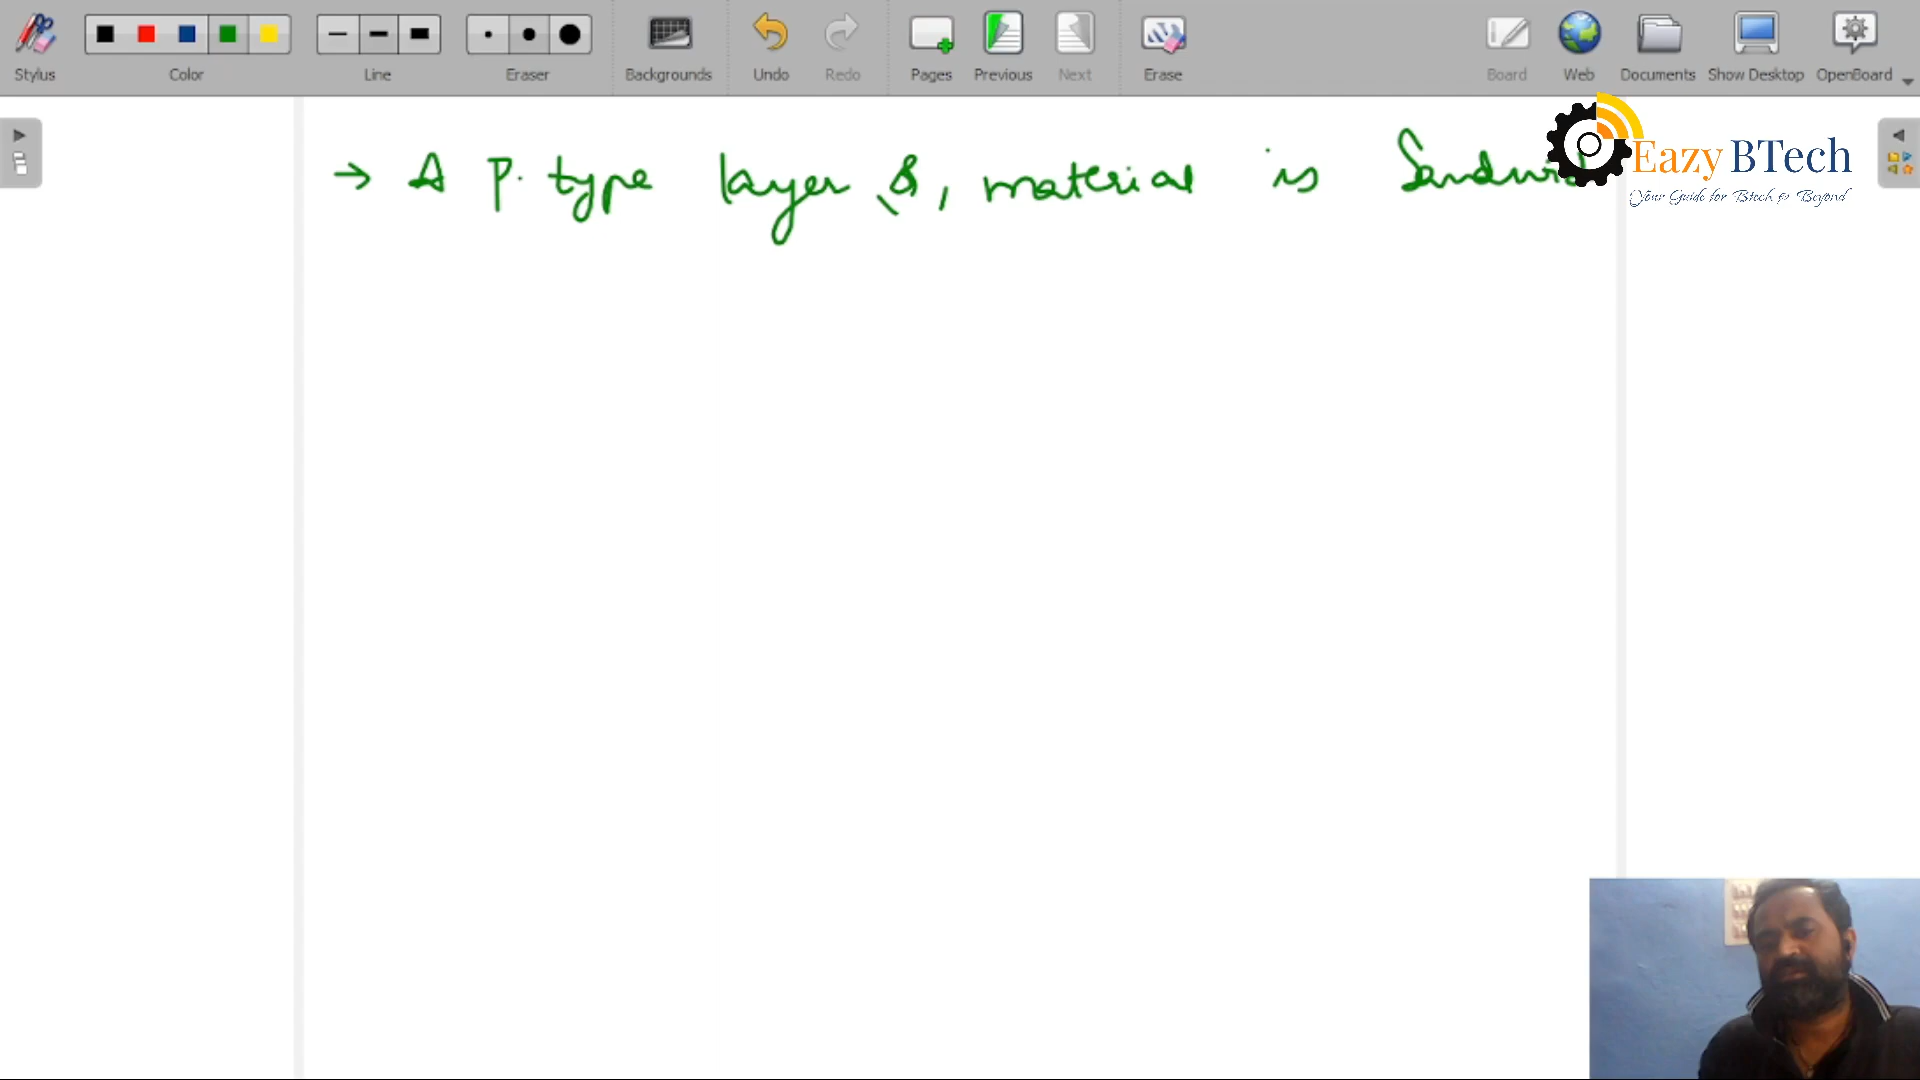 Stylus Color Line Eraser Backgrounds Undo Redo Pages Previous Next Erase Board Web Documents Show Desktop OpenBoard
→ A P. type layer &, material is
Eazy BTech
Your Guide for Btech & Beyond